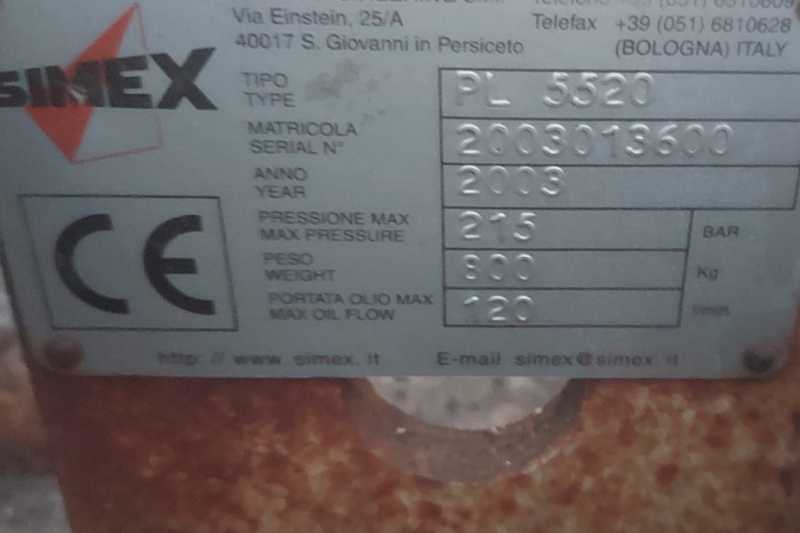 Via Einstein, 25/A
Telefax +39 (051) 6810628
40017 S. Giovanni in Persiceto
(BOLOGNA) ITALY
SIMEX
TIPO
TYPE
PL 5520
MATRICOLA
SERIAL N°
2003013600
ANNO
YEAR
2003
PRESSIONE MAX
MAX PRESSURE
215
BAR
PESO
WEIGHT
800
Kg
PORTATA OLIO MAX
MAX OIL FLOW
120
l/min
CE
http://www.simex.it
E-mail simex@simex.it